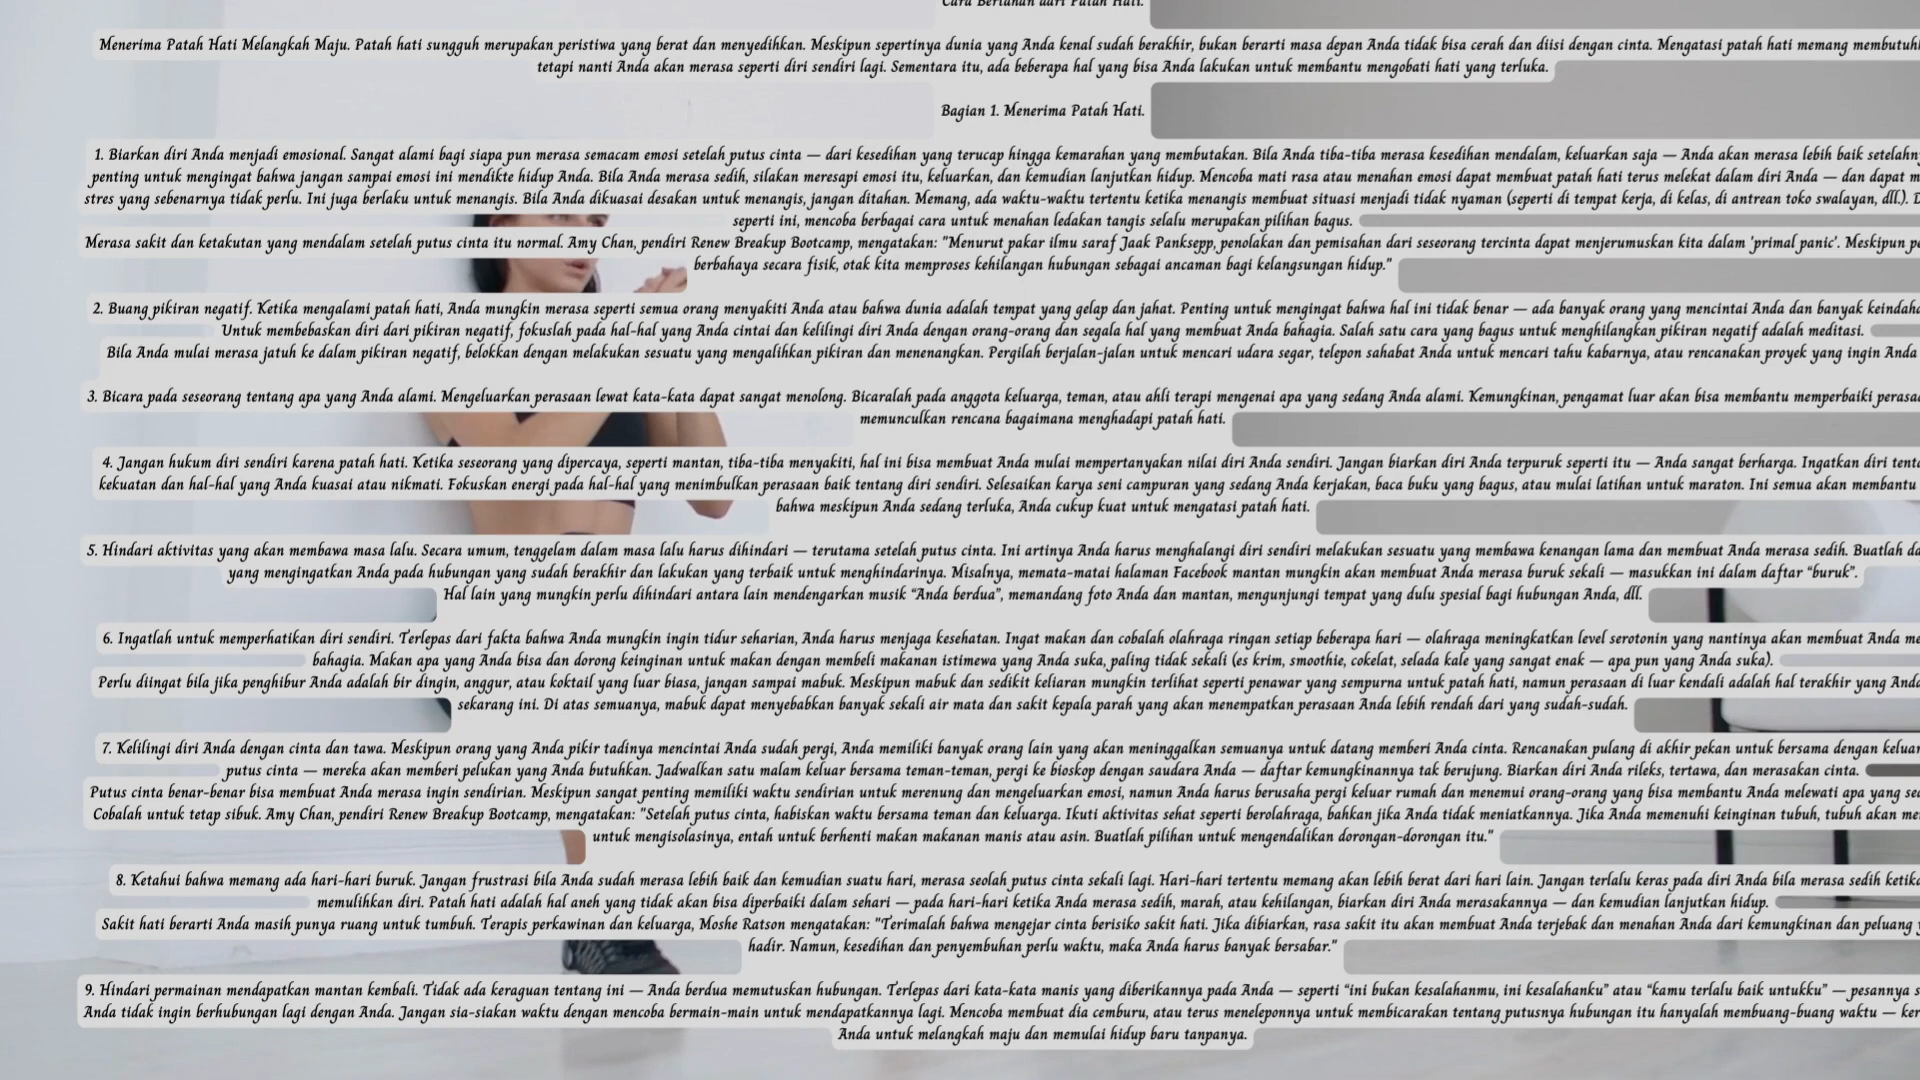 Cara Bertahan dari Patah Hati.
Menerima Patah Hati Melangkah Maju. Patah hati sungguh merupakan peristiwa yang berat dan menyedihkan. Meskipun sepertinya dunia yang Anda kenal sudah berakhir, bukan berarti masa depan Anda tidak bisa cerah dan diisi dengan cinta. Mengatasi patah hati memang
tetapi nanti Anda akan merasa seperti diri sendiri lagi. Sementara itu, ada beberapa hal yang bisa Anda lakukan untuk membantu mengobati hati yang terluka.
Bagian 1. Menerima Patah Hati.
1. Biarkan diri Anda menjadi emosional. Sangat alami bagi siapa pun merasa semacam emosi setelah putus cinta — dari kesedihan yang terucap hingga kemarahan yang membutakan. Bila Anda tiba-tiba merasa kesedihan mendalam, keluarkan saja — Anda akan merasa lebih baik
penting untuk mengingat bahwa jangan sampai emosi ini mendikte hidup Anda. Bila Anda merasa sedih, silakan meresapi emosi itu, keluarkan, dan kemudian lanjutkan hidup. Mencoba mati rasa atau menahan emosi dapat membuat patah hati terus melekat dalam diri Anda — dan dapat
stres yang sebenarnya tidak perlu. Ini juga berlaku untuk menangis. Bila Anda dikuasai desakan untuk menangis, jangan ditahan. Memang, ada waktu-waktu tertentu ketika menangis membuat situasi menjadi tidak nyaman (seperti di tempat kerja, di kelas, di antrean toko swalayan, dll.).
seperti ini, mencoba berbagai cara untuk menahan ledakan tangis selalu merupakan pilihan bagus.
Merasa sakit dan ketakutan yang mendalam setelah putus cinta itu normal. Amy Chan, pendiri Renew Breakup Bootcamp, mengatakan: "Menurut pakar ilmu saraf Jaak Panksepp, penolakan dan pemisahan dari seseorang tercinta dapat menjerumuskan kita dalam 'primal panic'. Meskipun
berbahaya secara fisik, otak kita memproses kehilangan hubungan sebagai ancaman bagi kelangsungan hidup."
2. Buang pikiran negatif. Ketika mengalami patah hati, Anda mungkin merasa seperti semua orang menyakiti Anda atau bahwa dunia adalah tempat yang gelap dan jahat. Penting untuk mengingat bahwa hal ini tidak benar — ada banyak orang yang mencintai Anda dan banyak
Untuk membebaskan diri dari pikiran negatif, fokuslah pada hal-hal yang Anda cintai dan kelilingi diri Anda dengan orang-orang dan segala hal yang membuat Anda bahagia. Salah satu cara yang bagus untuk menghilangkan pikiran negatif adalah meditasi.
Bila Anda mulai merasa jatuh ke dalam pikiran negatif, belokkan dengan melakukan sesuatu yang mengalihkan pikiran dan menenangkan. Pergilah berjalan-jalan untuk mencari udara segar, telepon sahabat Anda untuk mencari tahu kabarnya, atau rencanakan proyek yang ingin Anda
3. Bicara pada seseorang tentang apa yang Anda alami. Mengeluarkan perasaan lewat kata-kata dapat sangat menolong. Bicaralah pada anggota keluarga, teman, atau ahli terapi mengenai apa yang sedang Anda alami. Kemungkinan, pengamat luar akan bisa membantu memperbaiki
memunculkan rencana bagaimana menghadapi patah hati.
4. Jangan hukum diri sendiri karena patah hati. Ketika seseorang yang dipercaya, seperti mantan, tiba-tiba menyakiti, hal ini bisa membuat Anda mulai mempertanyakan nilai diri Anda sendiri. Jangan biarkan diri Anda terpuruk seperti itu — Anda sangat berharga. Ingatkan diri
kekuatan dan hal-hal yang Anda kuasai atau nikmati. Fokuskan energi pada hal-hal yang menimbulkan perasaan baik tentang diri sendiri. Selesaikan karya seni campuran yang sedang Anda kerjakan, baca buku yang bagus, atau mulai latihan untuk maraton. Ini semua akan membantu
bahwa meskipun Anda sedang terluka, Anda cukup kuat untuk mengatasi patah hati.
5. Hindari aktivitas yang akan membawa masa lalu. Secara umum, tenggelam dalam masa lalu harus dihindari — terutama setelah putus cinta. Ini artinya Anda harus menghalangi diri sendiri melakukan sesuatu yang membawa kenangan lama dan membuat Anda merasa sedih. Buatlah
yang mengingatkan Anda pada hubungan yang sudah berakhir dan lakukan yang terbaik untuk menghindarinya. Misalnya, memata-matai halaman Facebook mantan mungkin akan membuat Anda merasa buruk sekali — masukkan ini dalam daftar “buruk”.
Hal lain yang mungkin perlu dihindari antara lain mendengarkan musik “Anda berdua”, memandang foto Anda dan mantan, mengunjungi tempat yang dulu spesial bagi hubungan Anda, dll.
6. Ingatlah untuk memperhatikan diri sendiri. Terlepas dari fakta bahwa Anda mungkin ingin tidur seharian, Anda harus menjaga kesehatan. Ingat makan dan cobalah olahraga ringan setiap beberapa hari — olahraga meningkatkan level serotonin yang nantinya akan membuat Anda
bahagia. Makan apa yang Anda bisa dan dorong keinginan untuk makan dengan membeli makanan istimewa yang Anda suka, paling tidak sekali (es krim, smoothie, cokelat, selada kale yang sangat enak — apa pun yang Anda suka).
Perlu diingat bila jika penghibur Anda adalah bir dingin, anggur, atau koktail yang luar biasa, jangan sampai mabuk. Meskipun mabuk dan sedikit keliaran mungkin terlihat seperti penawar yang sempurna untuk patah hati, namun perasaan di luar kendali adalah hal terakhir yang Anda
sekarang ini. Di atas semuanya, mabuk dapat menyebabkan banyak sekali air mata dan sakit kepala parah yang akan menempatkan perasaan Anda lebih rendah dari yang sudah-sudah.
7. Kelilingi diri Anda dengan cinta dan tawa. Meskipun orang yang Anda pikir tadinya mencintai Anda sudah pergi, Anda memiliki banyak orang lain yang akan meninggalkan semuanya untuk datang memberi Anda cinta. Rencanakan pulang di akhir pekan untuk bersama dengan
putus cinta — mereka akan memberi pelukan yang Anda butuhkan. Jadwalkan satu malam keluar bersama teman-teman, pergi ke bioskop dengan saudara Anda — daftar kemungkinannya tak berujung. Biarkan diri Anda rileks, tertawa, dan merasakan cinta.
Putus cinta benar-benar bisa membuat Anda merasa ingin sendirian. Meskipun sangat penting memiliki waktu sendirian untuk merenung dan mengeluarkan emosi, namun Anda harus berusaha pergi keluar rumah dan menemui orang-orang yang bisa membantu Anda melewati apa yang
Cobalah untuk tetap sibuk. Amy Chan, pendiri Renew Breakup Bootcamp, mengatakan: "Setelah putus cinta, habiskan waktu bersama teman dan keluarga. Ikuti aktivitas sehat seperti berolahraga, bahkan jika Anda tidak meniatkannya. Jika Anda memenuhi keinginan tubuh, tubuh akan
untuk mengisolasinya, entah untuk berhenti makan makanan manis atau asin. Buatlah pilihan untuk mengendalikan dorongan-dorongan itu."
8. Ketahui bahwa memang ada hari-hari buruk. Jangan frustrasi bila Anda sudah merasa lebih baik dan kemudian suatu hari, merasa seolah putus cinta sekali lagi. Hari-hari tertentu memang akan lebih berat dari hari lain. Jangan terlalu keras pada diri Anda bila merasa sedih
memulihkan diri. Patah hati adalah hal aneh yang tidak akan bisa diperbaiki dalam sehari — pada hari-hari ketika Anda merasa sedih, marah, atau kehilangan, biarkan diri Anda merasakannya — dan kemudian lanjutkan hidup.
Sakit hati berarti Anda masih punya ruang untuk tumbuh. Terapis perkawinan dan keluarga, Moshe Ratson mengatakan: "Terimalah bahwa mengejar cinta berisiko sakit hati. Jika dibiarkan, rasa sakit itu akan membuat Anda terjebak dan menahan Anda dari kemungkinan dan peluang
hadir. Namun, kesedihan dan penyembuhan perlu waktu, maka Anda harus banyak bersabar."
9. Hindari permainan mendapatkan mantan kembali. Tidak ada keraguan tentang ini — Anda berdua memutuskan hubungan. Terlepas dari kata-kata manis yang diberikannya pada Anda — seperti “ini bukan kesalahanmu, ini kesalahanku” atau “kamu terlalu baik untukku” — pesannya
Anda tidak ingin berhubungan lagi dengan Anda. Jangan sia-siakan waktu dengan mencoba bermain-main untuk mendapatkannya lagi. Mencoba membuat dia cemburu, atau terus meneleponnya untuk membicarakan tentang putusnya hubungan itu hanyalah membuang-buang waktu —
Anda untuk melangkah maju dan memulai hidup baru tanpanya.